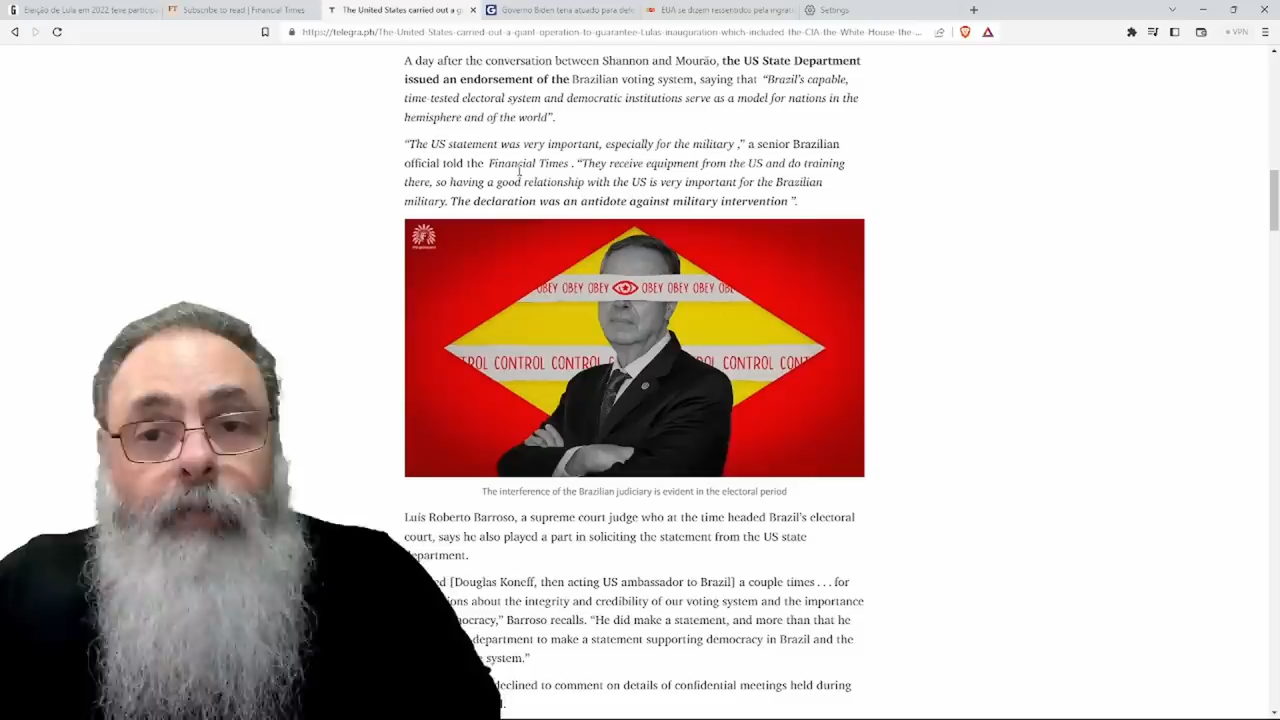 Eleição de Lula em 2022 teve particip
Subscribe to read | Financial Times
The United States carried out a g
Governo Biden teria atuado para defe
EUA se dizem ressentidos pela ingrati
Settings
https://telegra.ph/The-United-States-carried-out-a-giant-operation-to-guarantee-Lulas-inauguration-which-included-the-CIA-the-White-House-the-...
VPN
A day after the conversation between Shannon and Mourão, the US State Department
issued an endorsement of the Brazilian voting system, saying that “Brazil’s capable,
time-tested electoral system and democratic institutions serve as a model for nations in the
hemisphere and of the world”.
“The US statement was very important, especially for the military ,” a senior Brazilian
official told the Financial Times . “They receive equipment from the US and do training
there, so having a good relationship with the US is very important for the Brazilian
military. The declaration was an antidote against military intervention ”.
OBEY OBEY OBEY OBEY OBEY OBEY
TROL CONTROL CONTROL C ROL CONTROL CONT
The interference of the Brazilian judiciary is evident in the electoral period
Luís Roberto Barroso, a supreme court judge who at the time headed Brazil’s electoral
court, says he also played a part in soliciting the statement from the US state
department.
ed [Douglas Koneff, then acting US ambassador to Brazil] a couple times . . . for
ions about the integrity and credibility of our voting system and the importance
ocracy,” Barroso recalls. “He did make a statement, and more than that he
department to make a statement supporting democracy in Brazil and the
system.”
declined to comment on details of confidential meetings held during